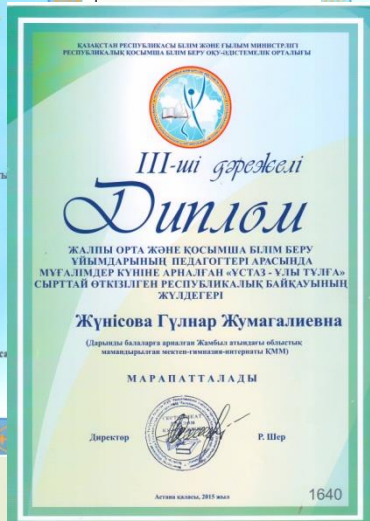 ҚАЗАҚСТАН РЕСПУБЛИКАСЫ БІЛІМ ЖӘНЕ ҒЫЛЫМ МИНИСТРЛІГІ
РЕСПУБЛИКАЛЫҚ ҚОСЫМША БІЛІМ БЕРУ ОҚУ-ӘДІСТЕМЕЛІК ОРТАЛЫҒЫ
III-ші дәрежелі
Диплом
ЖАЛПЫ ОРТА ЖӘНЕ ҚОСЫМША БІЛІМ БЕРУ
ҰЙЫМДАРЫНЫҢ ПЕДАГОГТЕРІ АРАСЫНДА
МҰҒАЛІМДЕР КҮНІНЕ АРНАЛҒАН «ҰСТАЗ - ҰЛЫ ТҰЛҒА»
СЫРТТАЙ ӨТКІЗІЛГЕН РЕСПУБЛИКАЛЫҚ БАЙҚАУЫНЫҢ
ЖҮЛДЕГЕРІ
Жүнісова Гүлнар Жумагалиевна
(Дарынды балаларға арналған Жамбыл атындағы облыстық
мамандырылған мектеп-гимназия-интернаты ҚММ)
МАРАПАТТАЛАДЫ
Директор Р. Шер
Астана қаласы, 2015 жыл
1640